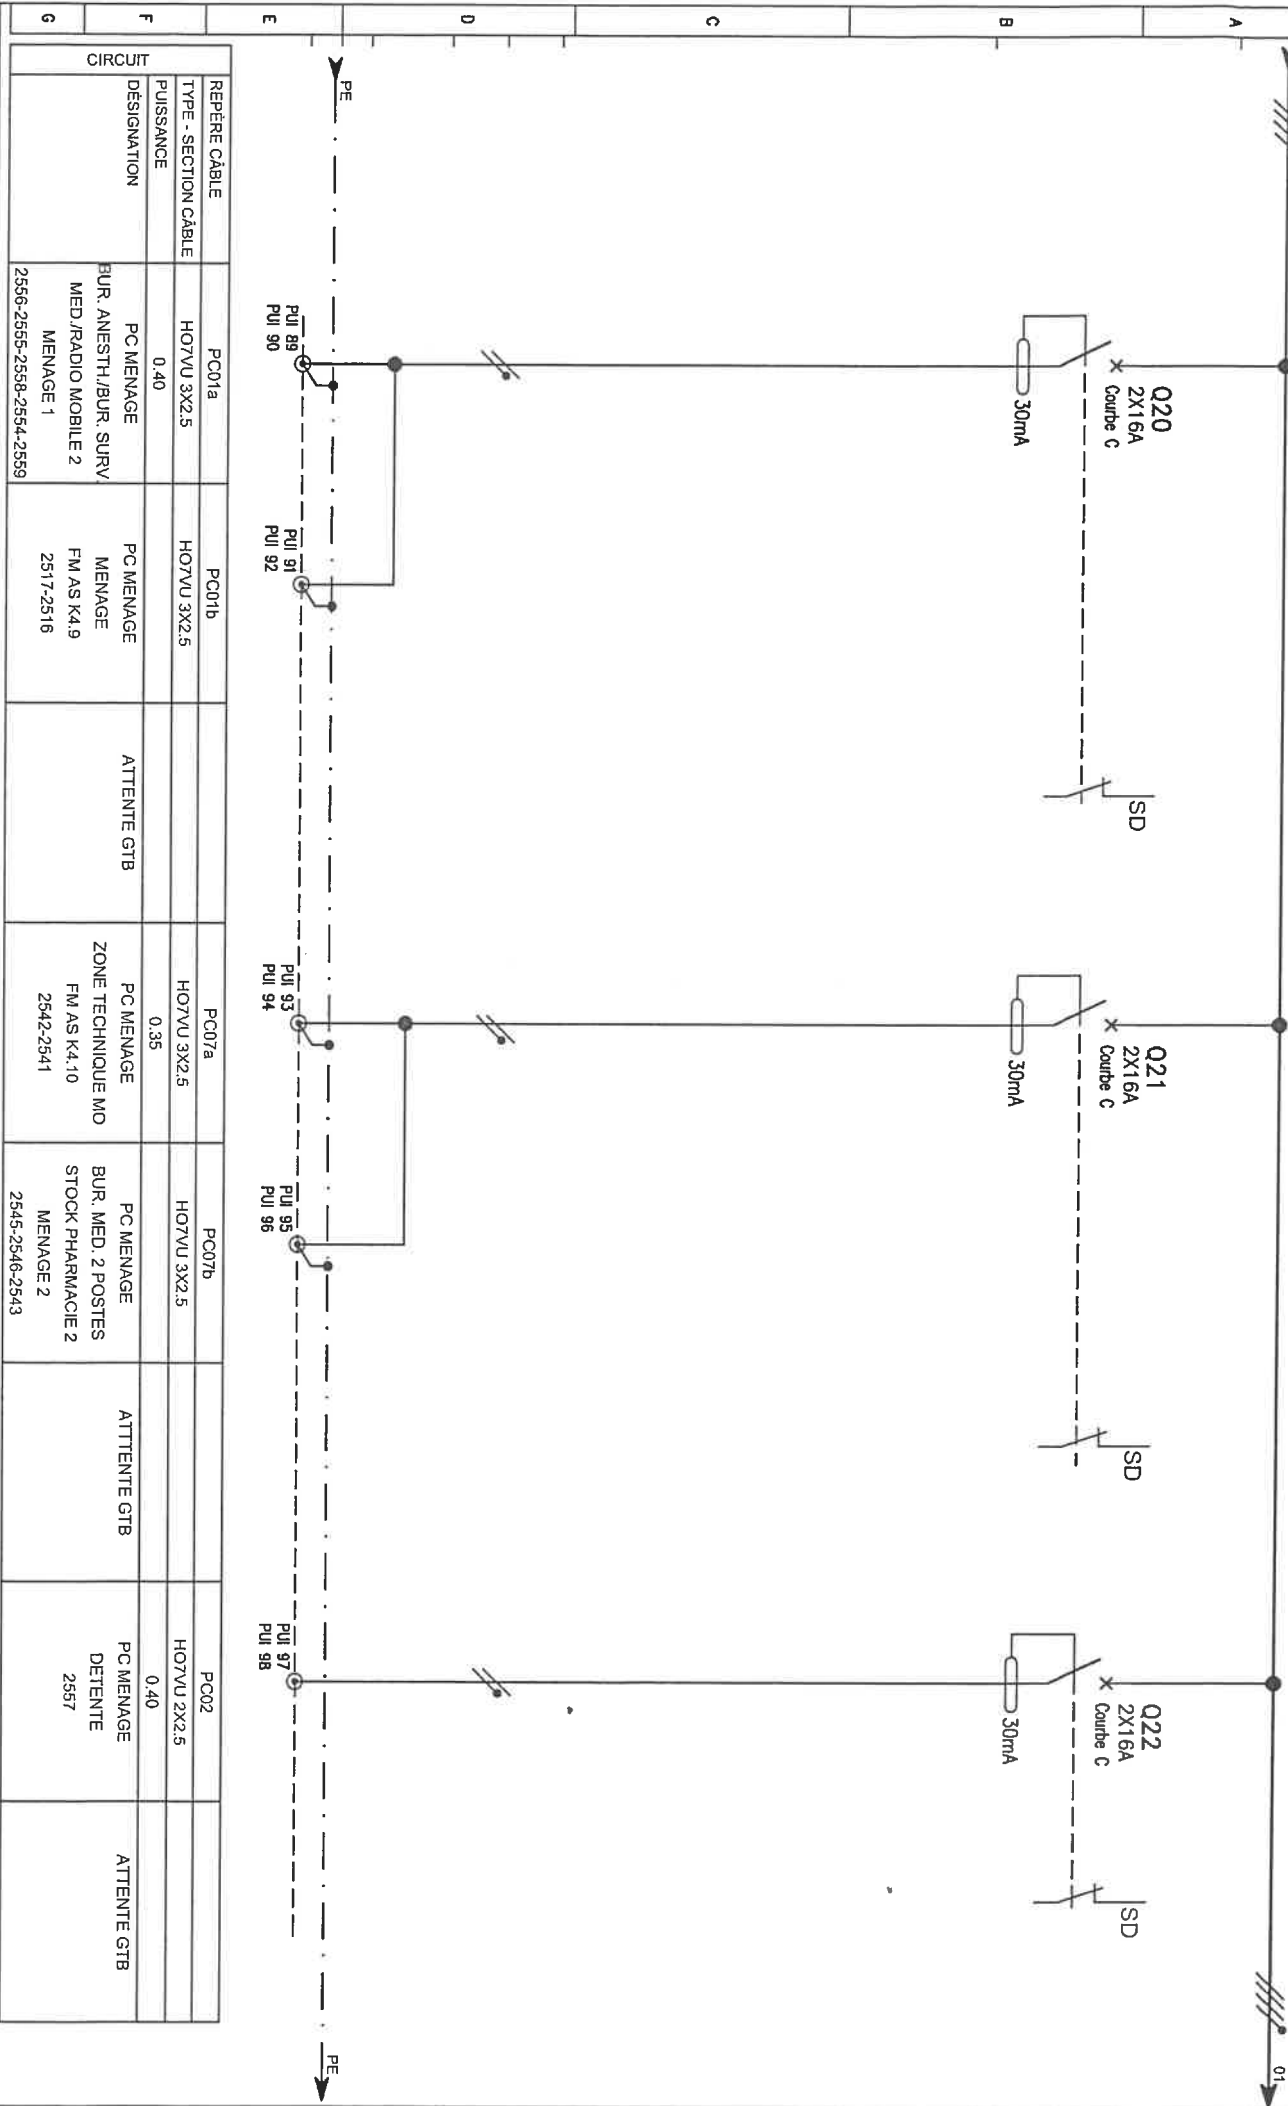 A
B
C
D
E
F
G
01
Q20
2X16A
Courbe C
30mA
SD
Q21
2X16A
Courbe C
30mA
SD
Q22
2X16A
Courbe C
30mA
SD
PE
PE
PUI 89
PUI 90
PUI 91
PUI 92
PUI 93
PUI 94
PUI 95
PUI 96
PUI 97
PUI 98
CIRCUIT
REPÈRE CÂBLE
PC01a
PC01b
PC07a
PC07b
PC02
TYPE - SECTION CÂBLE
HO7VU 3X2.5
HO7VU 3X2.5
HO7VU 3X2.5
HO7VU 3X2.5
HO7VU 2X2.5
PUISSANCE
0.40
0.35
0.40
DÉSIGNATION
PC MENAGE
BUR. ANESTH./BUR. SURV.
MED./RADIO MOBILE 2
MENAGE 1
2556-2555-2558-2554-2559
PC MENAGE
MENAGE
FM AS K4.9
2517-2516
ATTENTE GTB
PC MENAGE
ZONE TECHNIQUE MO
FM AS K4.10
2542-2541
PC MENAGE
BUR. MED. 2 POSTES
STOCK PHARMACIE 2
MENAGE 2
2545-2546-2543
ATTTENTE GTB
PC MENAGE
DETENTE
2557
ATTENTE GTB